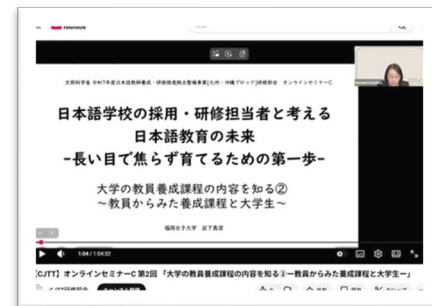 文部科学省 令和7年度日本語教師養成・研修推進拠点整備事業[九州・沖縄ブロック]研修部会 オンラインセミナーC
日本語学校の採用・研修担当者と考える
日本語教育の未来
-長い目で焦らず育てるための第一歩-
大学の教員養成課程の内容を知る②
～教員からみた養成課程と大学生～
福岡女子大学
1:04 / 1:04:32
【CJTT】オンラインセミナーC 第2回 「大学の教員養成課程の内容を知る②ー教員からみた養成課程と大学生ー」